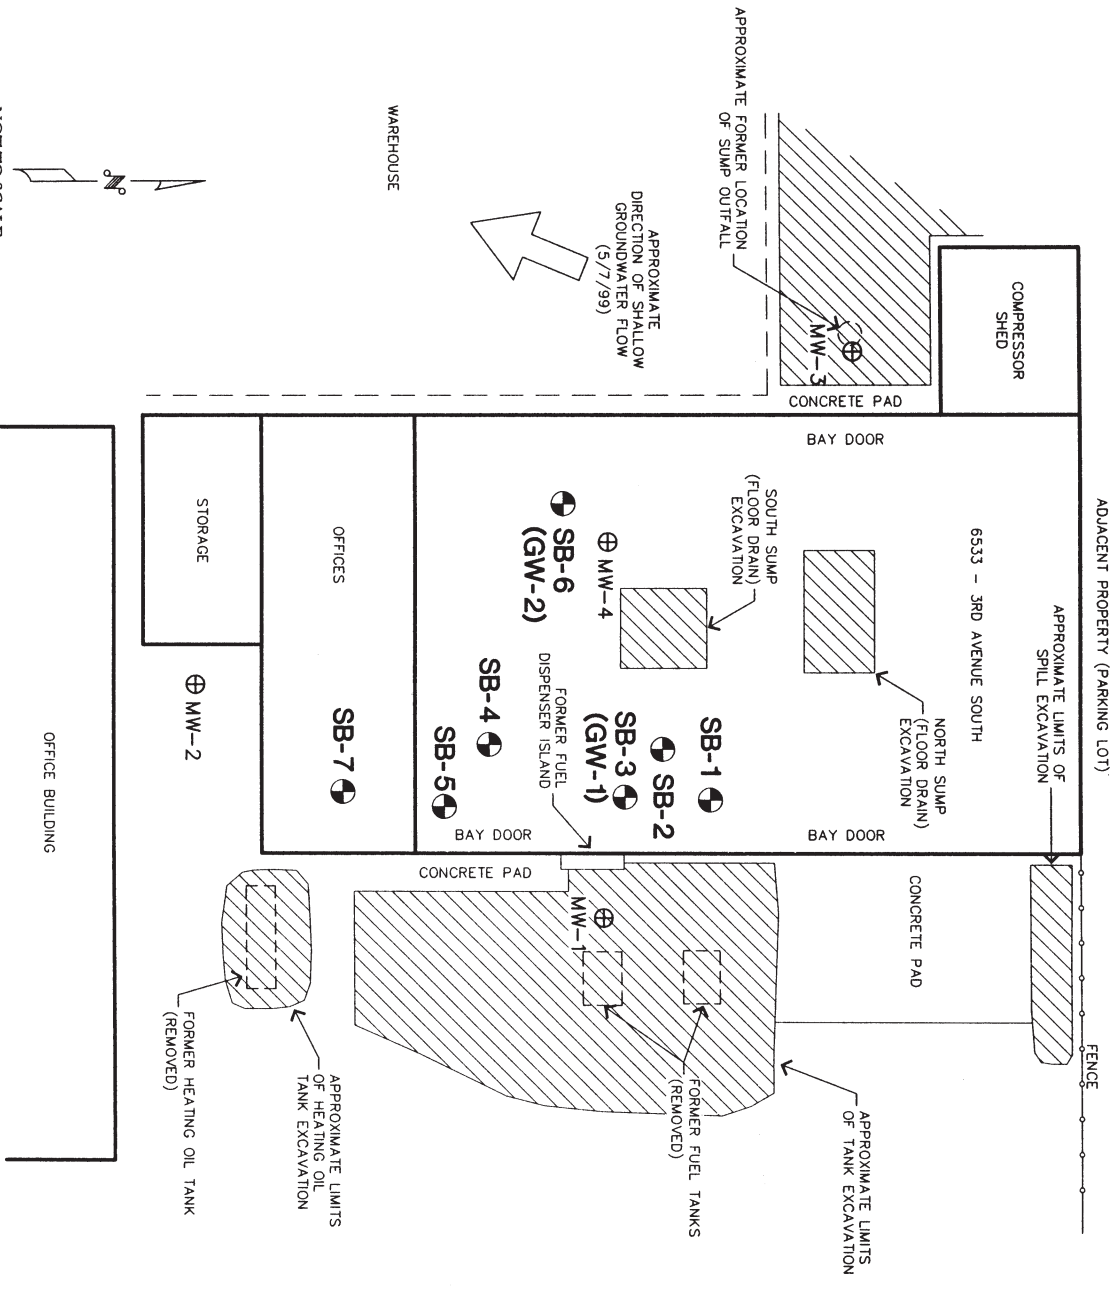 ADJACENT PROPERTY (PARKING LOT)
FENCE
COMPRESSOR
SHED
6533 - 3RD AVENUE SOUTH
APPROXIMATE LIMITS OF
SPILL EXCAVATION
BAY DOOR
CONCRETE PAD
NORTH SUMP
(FLOOR DRAIN)
EXCAVATION
BAY DOOR
CONCRETE PAD
MW-3
APPROXIMATE FORMER LOCATION
OF SUMP OUTFALL
SOUTH SUMP
(FLOOR DRAIN)
EXCAVATION
APPROXIMATE LIMITS
OF TANK EXCAVATION
SB-1
SB-2
SB-3
(GW-1)
FORMER FUEL TANKS
(REMOVED)
APPROXIMATE
DIRECTION OF SHALLOW
GROUNDWATER FLOW
(5/7/99)
MW-4
SB-6
(GW-2)
FORMER FUEL
DISPENSER ISLAND
MW-1
SB-4
SB-5
BAY DOOR
CONCRETE PAD
WAREHOUSE
OFFICES
SB-7
APPROXIMATE LIMITS
OF HEATING OIL
TANK EXCAVATION
STORAGE
MW-2
FORMER HEATING OIL TANK
(REMOVED)
N
OFFICE BUILDING